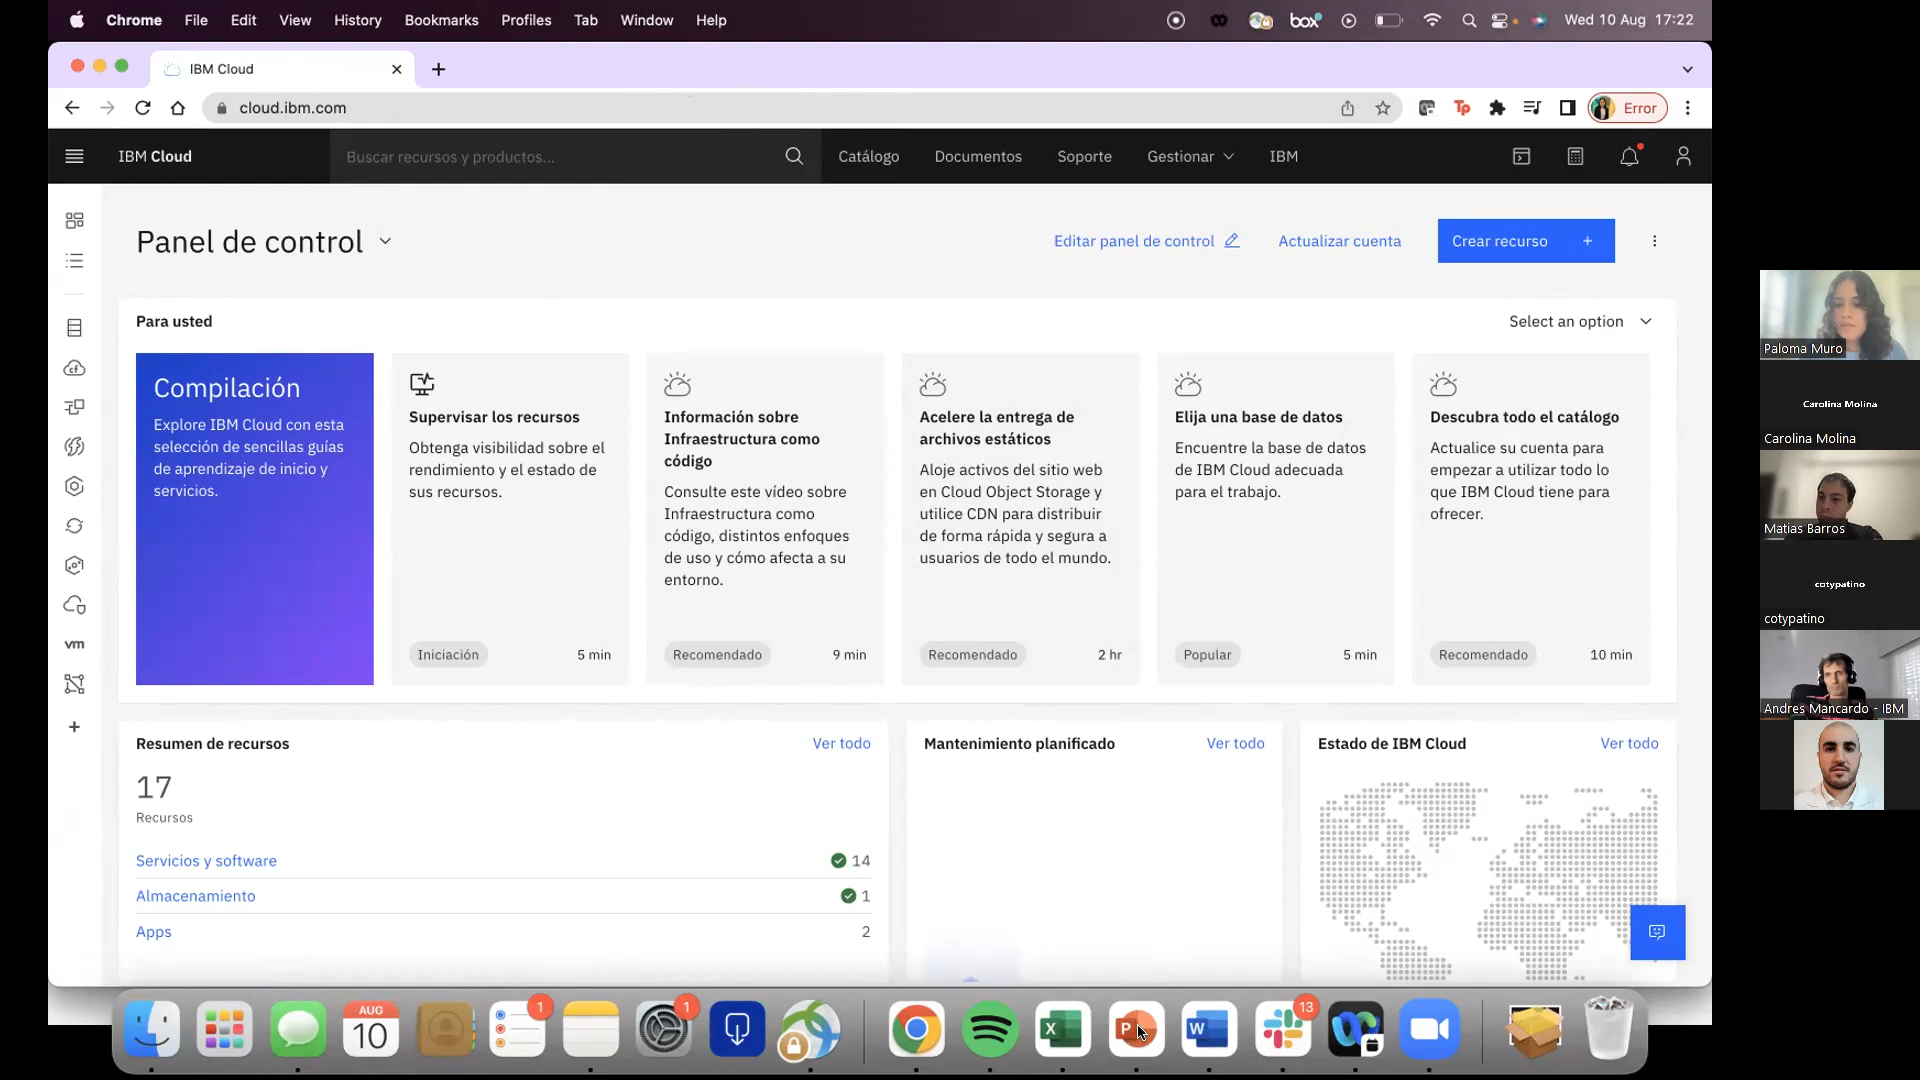 Chrome File Edit View History Bookmarks Profiles Tab Window Help
box
Wed 10 Aug 17:22
IBM Cloud
cloud.ibm.com
Tp
Error
IBM Cloud
Buscar recursos y productos...
Catálogo Documentos Soporte Gestionar IBM
Panel de control
Editar panel de control
Actualizar cuenta
Crear recurso +
Para usted
Select an option
Compilación
Explore IBM Cloud con esta
selección de sencillas guías
de aprendizaje de inicio y
servicios.
Supervisar los recursos
Obtenga visibilidad sobre el
rendimiento y el estado de
sus recursos.
Iniciación 5 min
Información sobre
Infraestructura como
código
Consulte este vídeo sobre
Infraestructura como
código, distintos enfoques
de uso y cómo afecta a su
entorno.
Recomendado 9 min
Acelere la entrega de
archivos estáticos
Aloje activos del sitio web
en Cloud Object Storage y
utilice CDN para distribuir
de forma rápida y segura a
usuarios de todo el mundo.
Recomendado 2 hr
Elija una base de datos
Encuentre la base de datos
de IBM Cloud adecuada
para el trabajo.
Popular 5 min
Descubra todo el catálogo
Actualice su cuenta para
empezar a utilizar todo lo
que IBM Cloud tiene para
ofrecer.
Recomendado 10 min
cf
vm
Resumen de recursos
Ver todo
17
Recursos
Servicios y software 14
Almacenamiento 1
Apps 2
Mantenimiento planificado
Ver todo
Estado de IBM Cloud
Ver todo
AUG
10
1
1
X
P
W
13
Paloma Muro
Carolina Molina
Carolina Molina
Matias Barros
cotypatino
cotypatino
Andres Mancardo - IBM